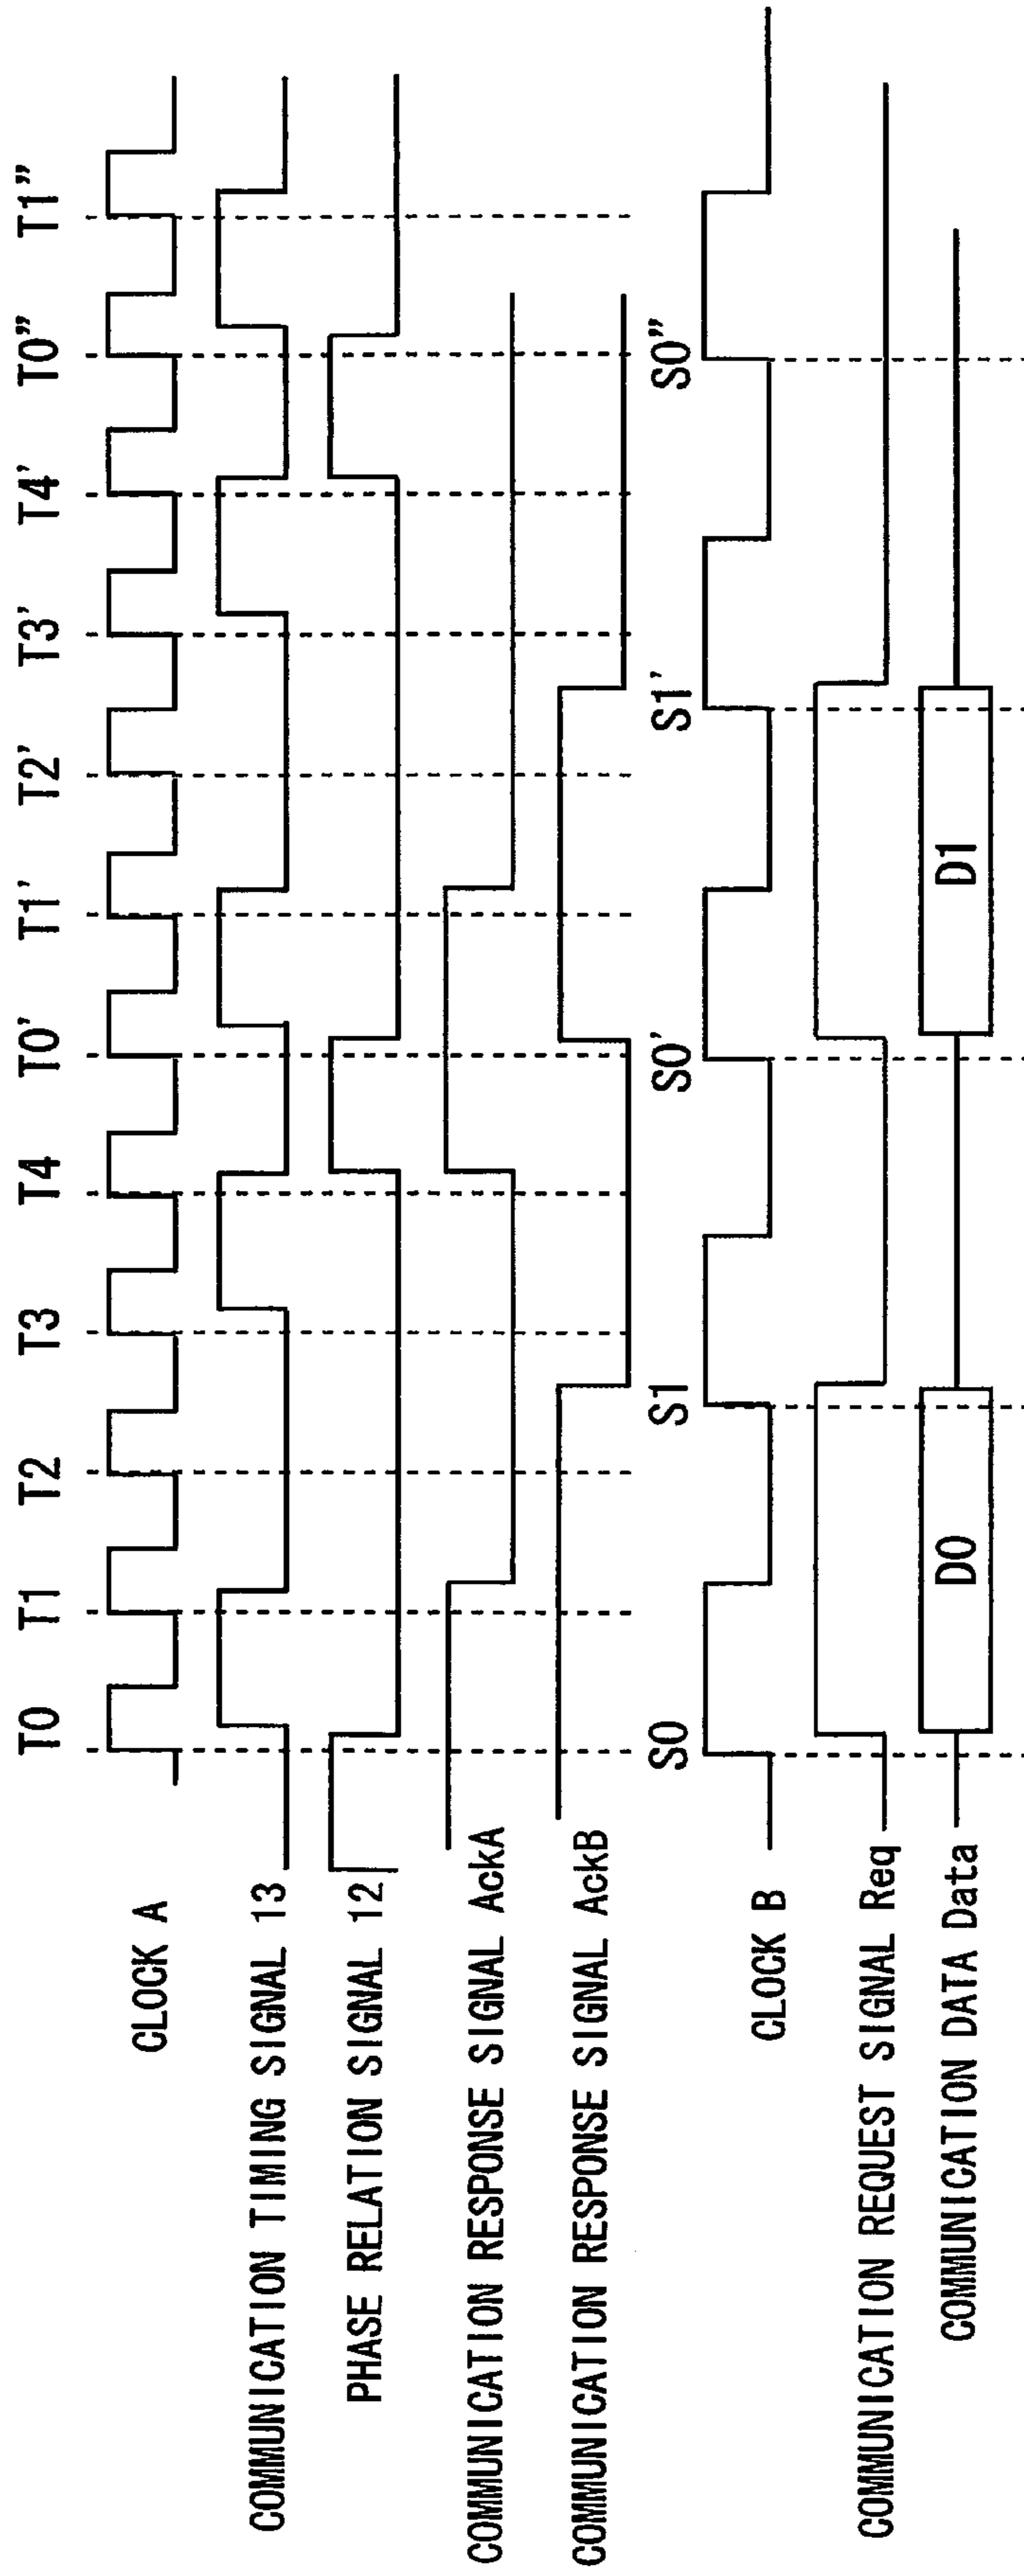 T0 T1 T2 T3 T4 T0' T1' T2' T3' T4' T0" T1"
CLOCK A
COMMUNICATION TIMING SIGNAL 13
PHASE RELATION SIGNAL 12
COMMUNICATION RESPONSE SIGNAL AckA
COMMUNICATION RESPONSE SIGNAL AckB
S0 S1 S0' S1' S0"
CLOCK B
COMMUNICATION REQUEST SIGNAL Req
COMMUNICATION DATA Data D0 D1